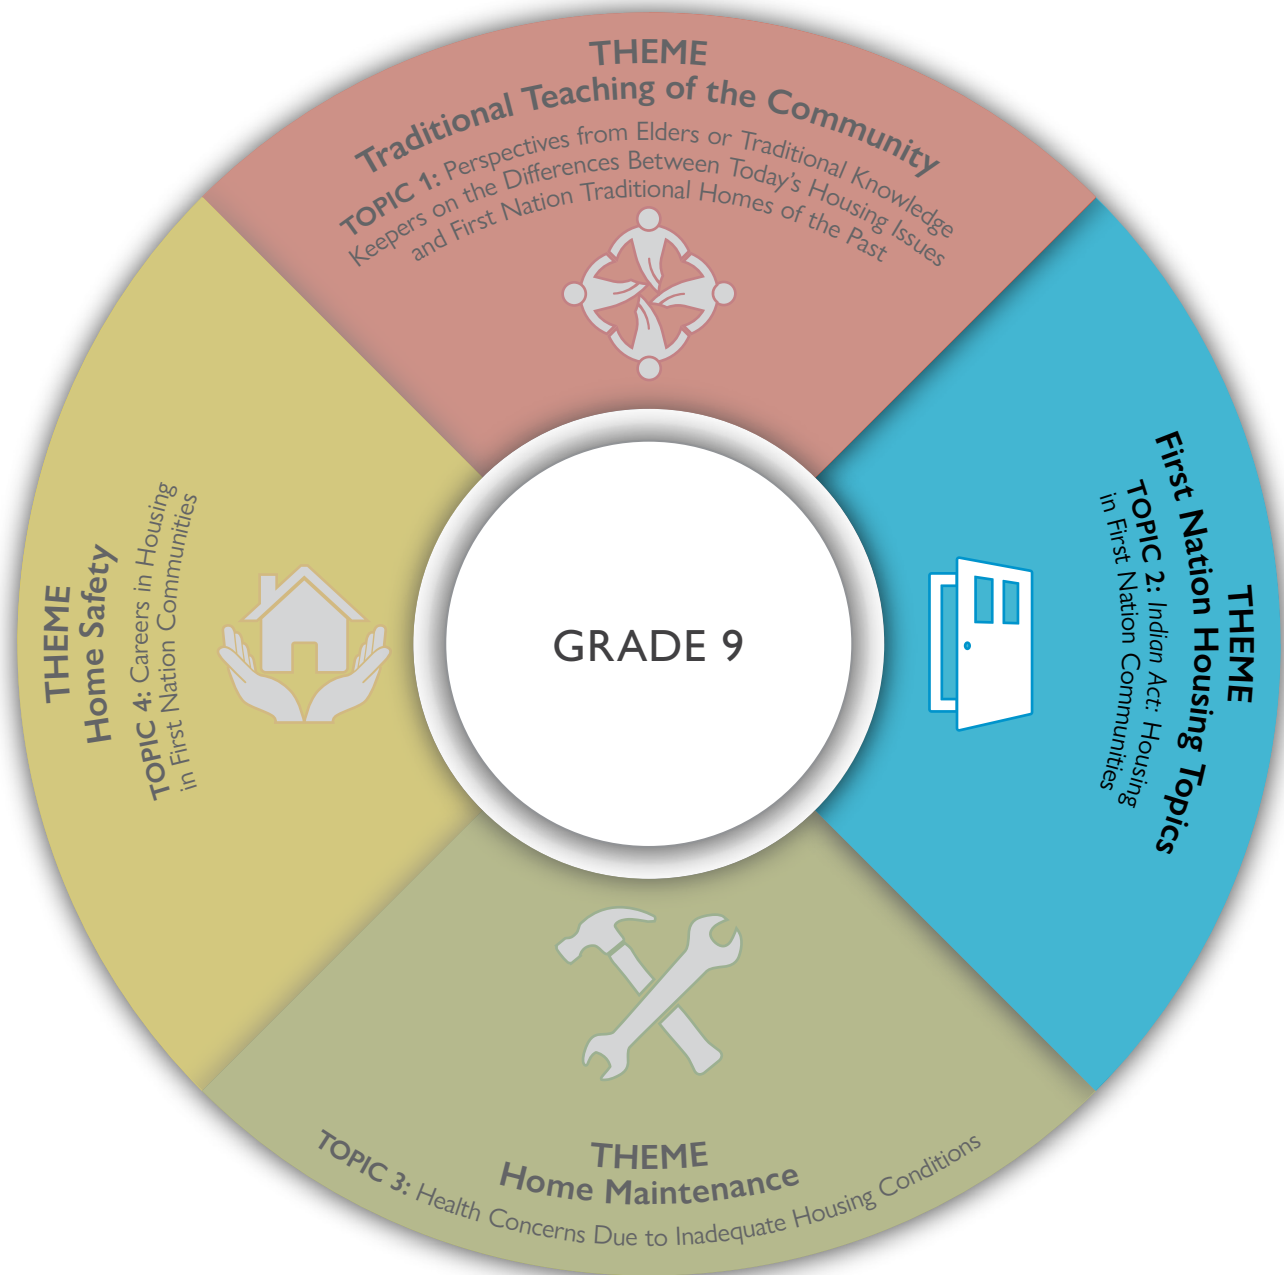 THEME
Traditional Teaching of the Community
TOPIC 1: Perspectives from Elders or Traditional Knowledge
Keepers on the Differences Between Today's Housing Issues
and First Nation Traditional Homes of the Past
THEME
First Nation Housing Topics
TOPIC 2: Indian Act: Housing
in First Nation Communities
THEME
Home Maintenance
TOPIC 3: Health Concerns Due to Inadequate Housing Conditions
THEME
Home Safety
TOPIC 4: Careers in Housing
in First Nation Communities
GRADE 9